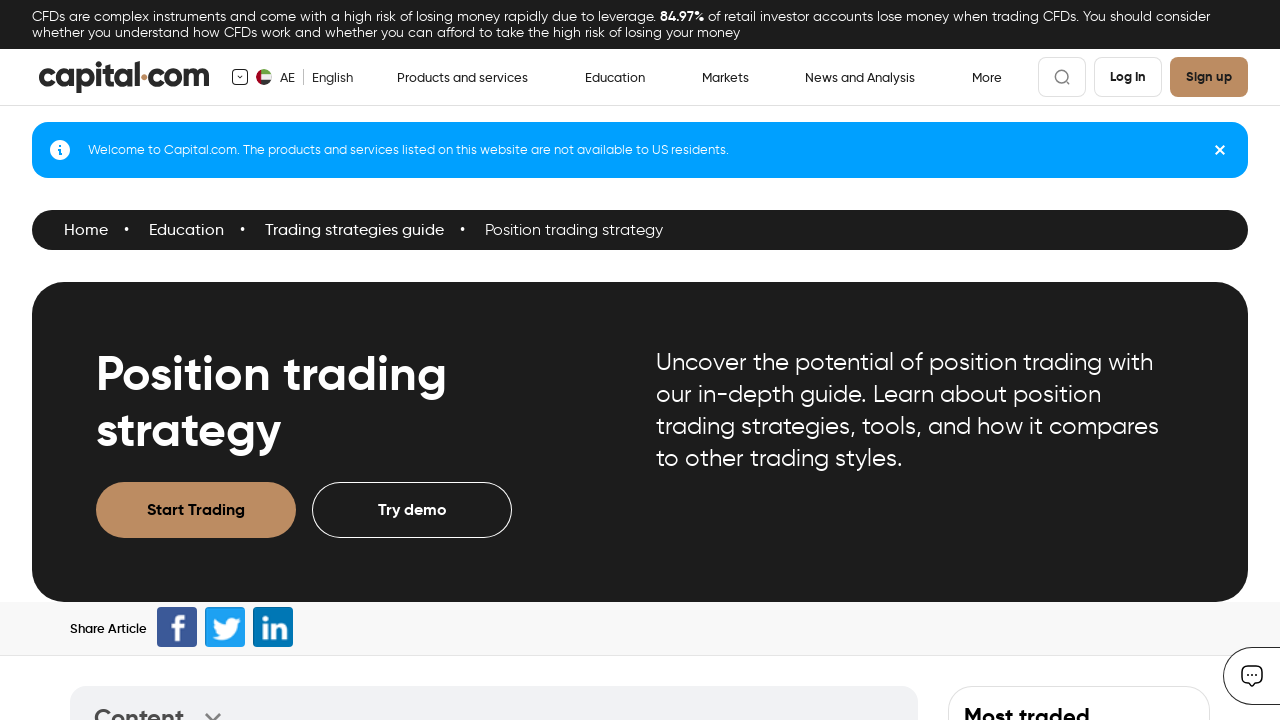 CFDs are complex instruments and come with a high risk of losing money rapidly due to leverage. 84.97% of retail investor accounts lose money when trading CFDs. You should consider
whether you understand how CFDs work and whether you can afford to take the high risk of losing your money
capital.com
AE English
Products and services
Education
Markets
News and Analysis
More
Log In
Sign up
Welcome to Capital.com. The products and services listed on this website are not available to US residents.
Home • Education • Trading strategies guide • Position trading strategy
Position trading
strategy
Start Trading
Try demo
Uncover the potential of position trading with
our in-depth guide. Learn about position
trading strategies, tools, and how it compares
to other trading styles.
Share Article
Content
Most traded